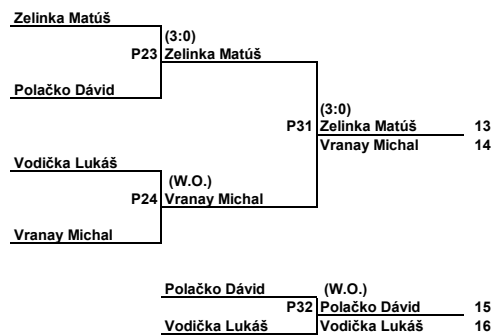 Zelinka Matúš
(3:0)
P23 Zelinka Matúš
Polačko Dávid
(3:0)
P31 Zelinka Matúš 13
Vranay Michal 14
Vodička Lukáš
(W.O.)
P24 Vranay Michal
Vranay Michal
Polačko Dávid (W.O.)
P32 Polačko Dávid 15
Vodička Lukáš Vodička Lukáš 16